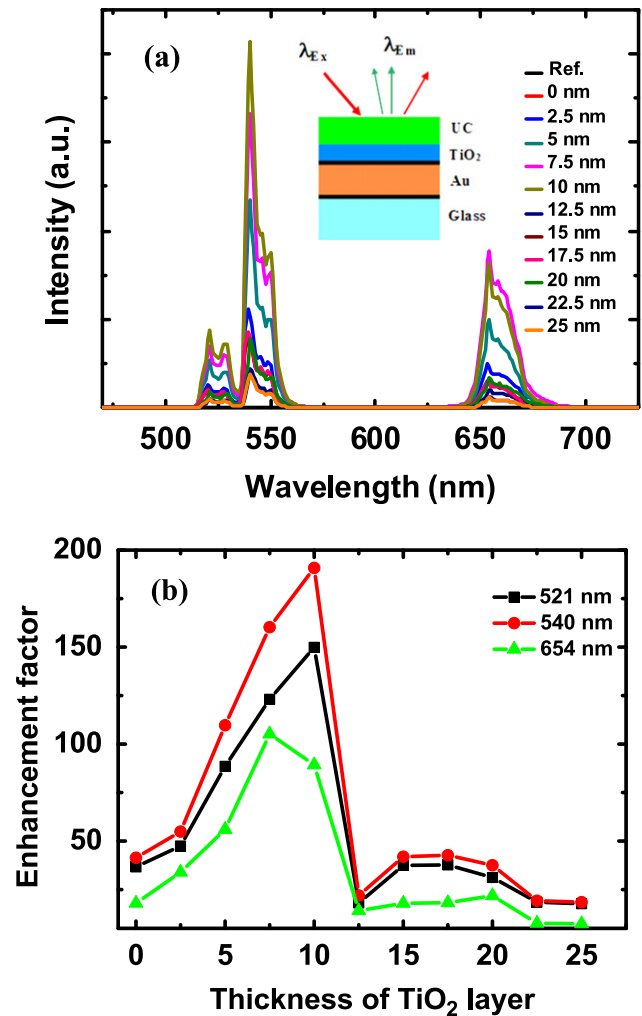 (a)
λEx
λEm
UC
TiO2
Au
Glass
Ref.
0 nm
2.5 nm
5 nm
7.5 nm
10 nm
12.5 nm
15 nm
17.5 nm
20 nm
22.5 nm
25 nm
Intensity (a.u.)
500 550 600 650 700
Wavelength (nm)
(b)
521 nm
540 nm
654 nm
200
150
100
50
Enhancement factor
0 5 10 15 20 25
Thickness of TiO2 layer